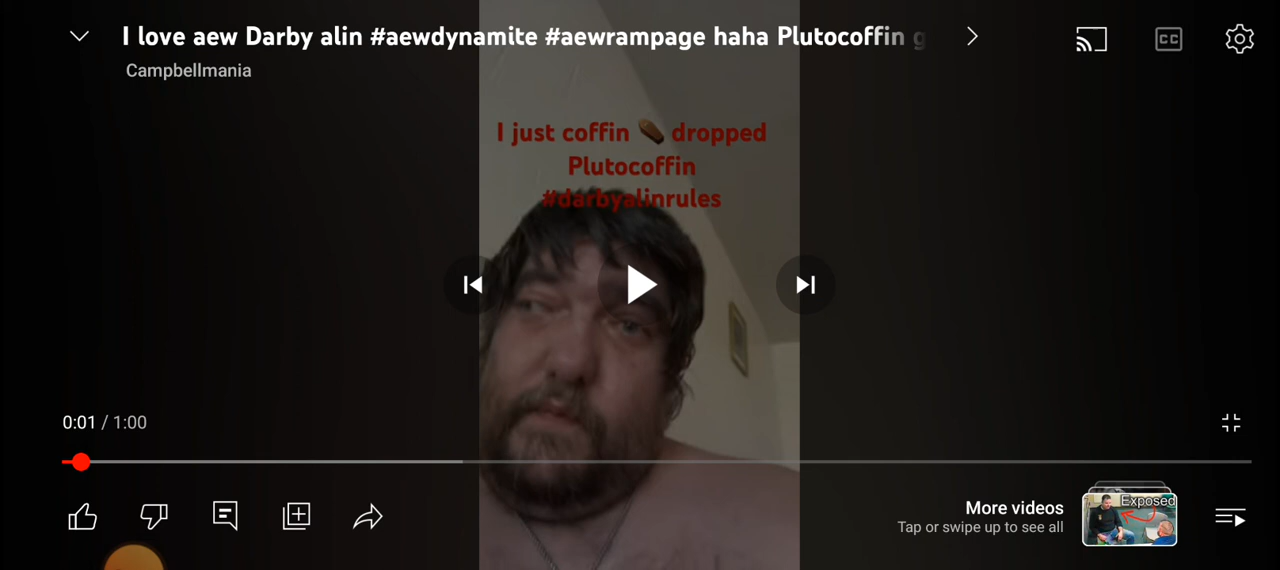 I love aew Darby alin #aewdynamite #aewrampage haha Plutocoffin g
Campbellmania
CC
I just coffin ⚰️ dropped
Plutocoffin
#darbyalinrules
0:01 / 1:00
More videos
Tap or swipe up to see all
Exposed